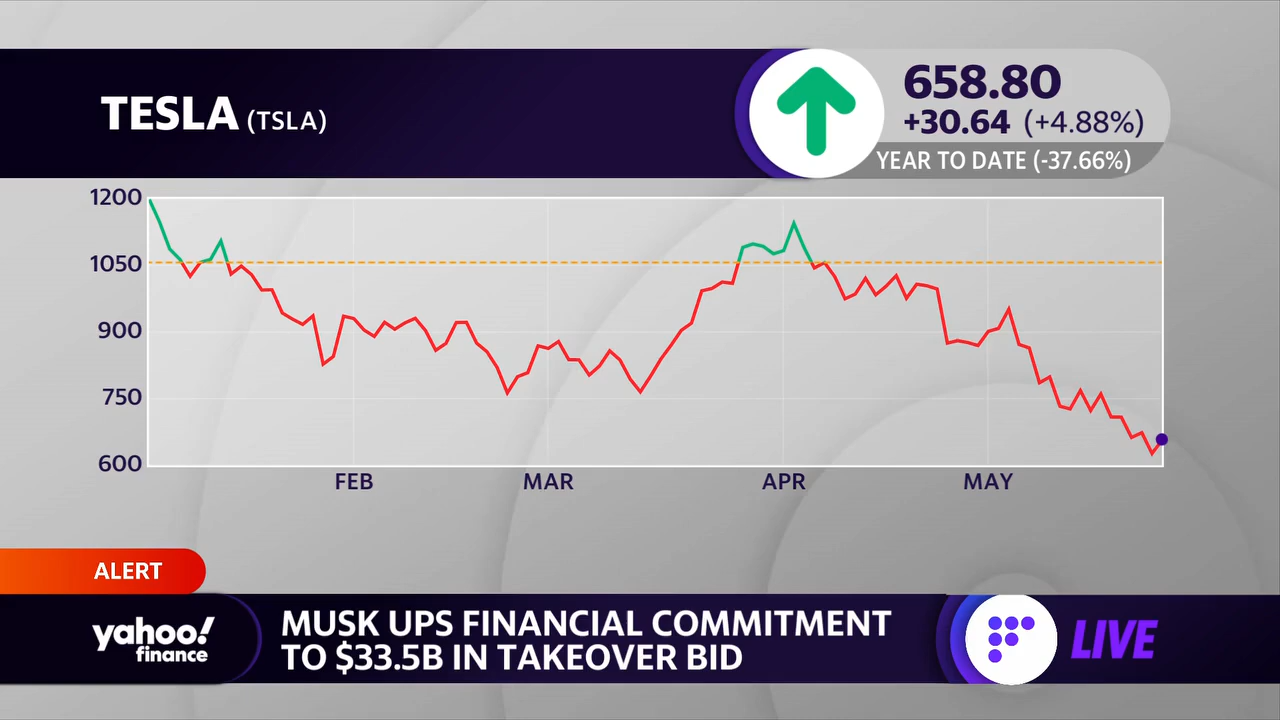 TESLA (TSLA)
658.80
+30.64 (+4.88%)
YEAR TO DATE (-37.66%)
1200
1050
900
750
600
FEB MAR APR MAY
ALERT
yahoo!
finance
MUSK UPS FINANCIAL COMMITMENT
TO $33.5B IN TAKEOVER BID
LIVE